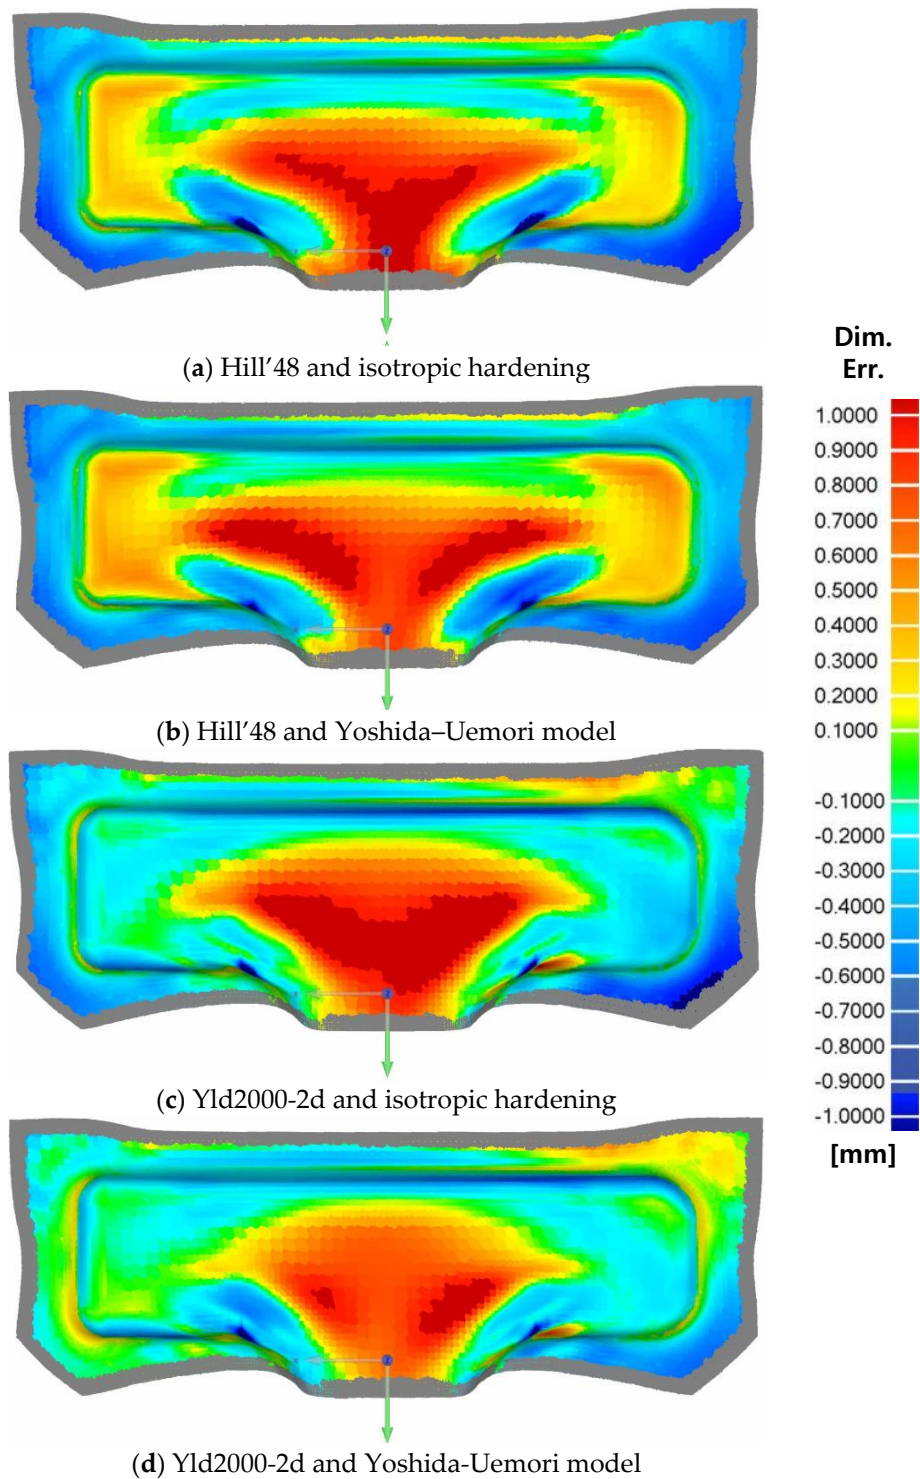 (a) Hill’48 and isotropic hardening
(b) Hill’48 and Yoshida–Uemori model
(c) Yld2000-2d and isotropic hardening
(d) Yld2000-2d and Yoshida-Uemori model
Dim.
Err.
1.0000
0.9000
0.8000
0.7000
0.6000
0.5000
0.4000
0.3000
0.2000
0.1000
-0.1000
-0.2000
-0.3000
-0.4000
-0.5000
-0.6000
-0.7000
-0.8000
-0.9000
-1.0000
[mm]